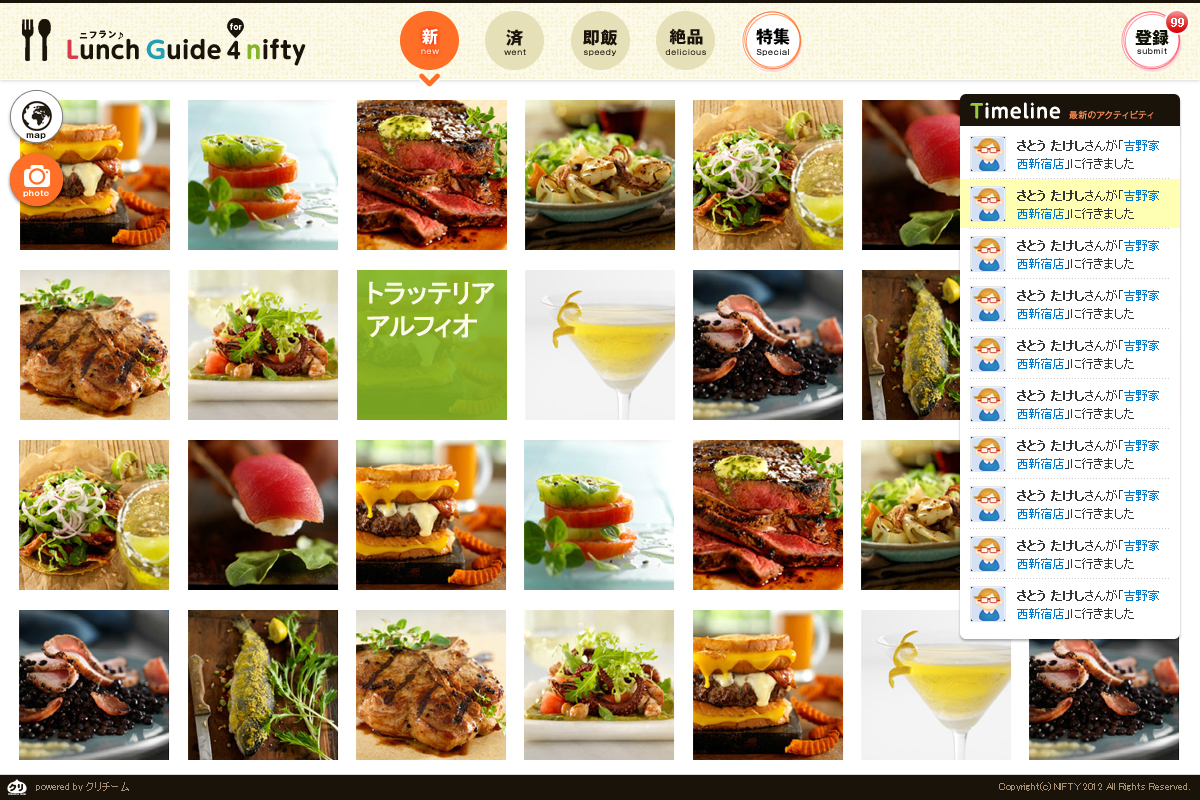 ニフラン♪
Lunch Guide for 4 nifty
新
new
済
went
即飯
speedy
絶品
delicious
特集
Special
登録
submit
99
map
photo
トラッテリア
アルフィオ
Timeline 最新のアクティビティ
さとう たけしさんが「吉野家
西新宿店」に行きました
さとう たけしさんが「吉野家
西新宿店」に行きました
さとう たけしさんが「吉野家
西新宿店」に行きました
さとう たけしさんが「吉野家
西新宿店」に行きました
さとう たけしさんが「吉野家
西新宿店」に行きました
さとう たけしさんが「吉野家
西新宿店」に行きました
さとう たけしさんが「吉野家
西新宿店」に行きました
さとう たけしさんが「吉野家
西新宿店」に行きました
さとう たけしさんが「吉野家
西新宿店」に行きました
さとう たけしさんが「吉野家
西新宿店」に行きました
クリ powered by クリチーム
Copyright(c) NIFTY 2012 All Rights Reserved.